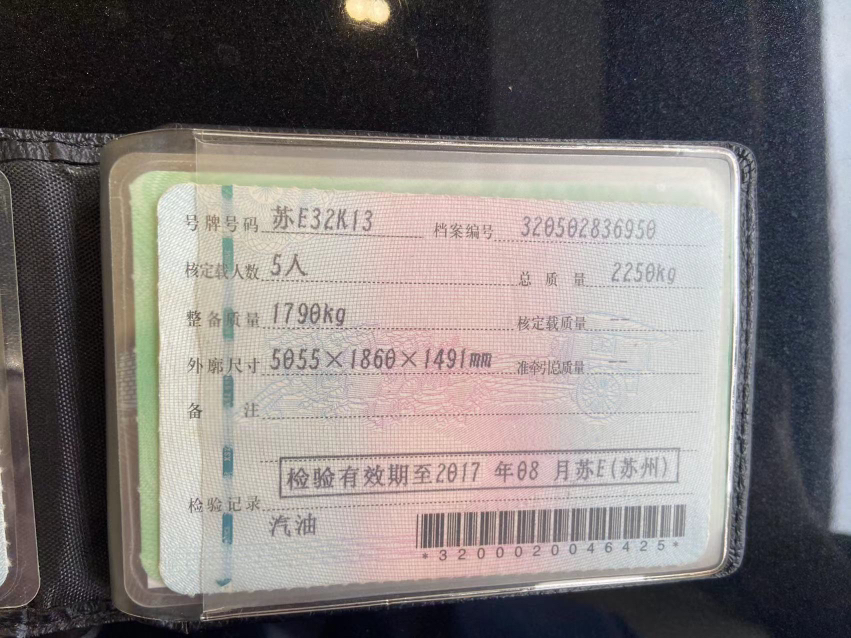 号牌号码 苏E32K13 档案编号 320502836950
核定载人数 5人 总质量 2250kg
整备质量 1790kg 核定载质量 --
外廓尺寸 5055×1860×1491mm 准牵引总质量 --
备注
检验有效期至2017 年08 月苏E(苏州)
检验记录
汽油
*3200020046425*